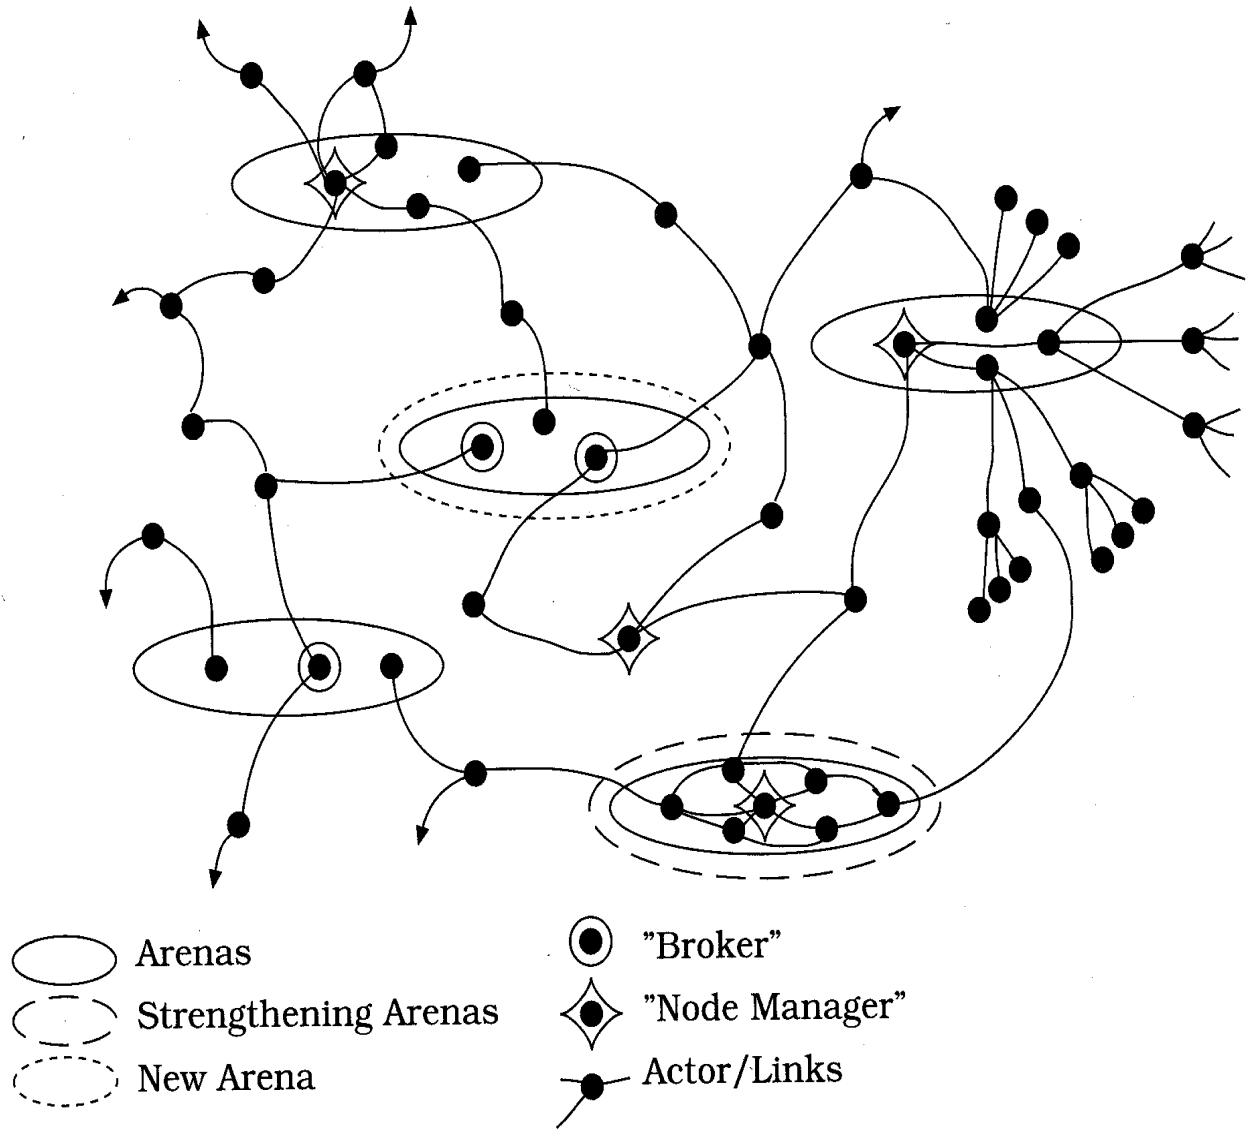 Arenas
Strengthening Arenas
New Arena
”Broker”
”Node Manager”
Actor/Links